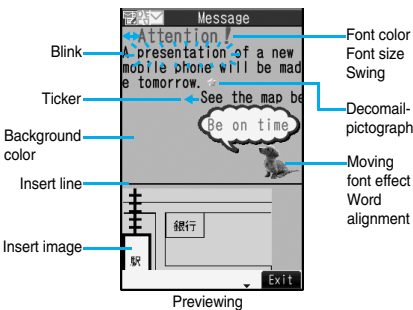 Message
Attention!
A presentation of a new
mobile phone will be mad
e tomorrow.
See the map be
Be on time
銀行
駅
Exit
Blink
Ticker
Background
color
Insert line
Insert image
Font color
Font size
Swing
Decomail-
pictograph
Moving
font effect
Word
alignment
Previewing